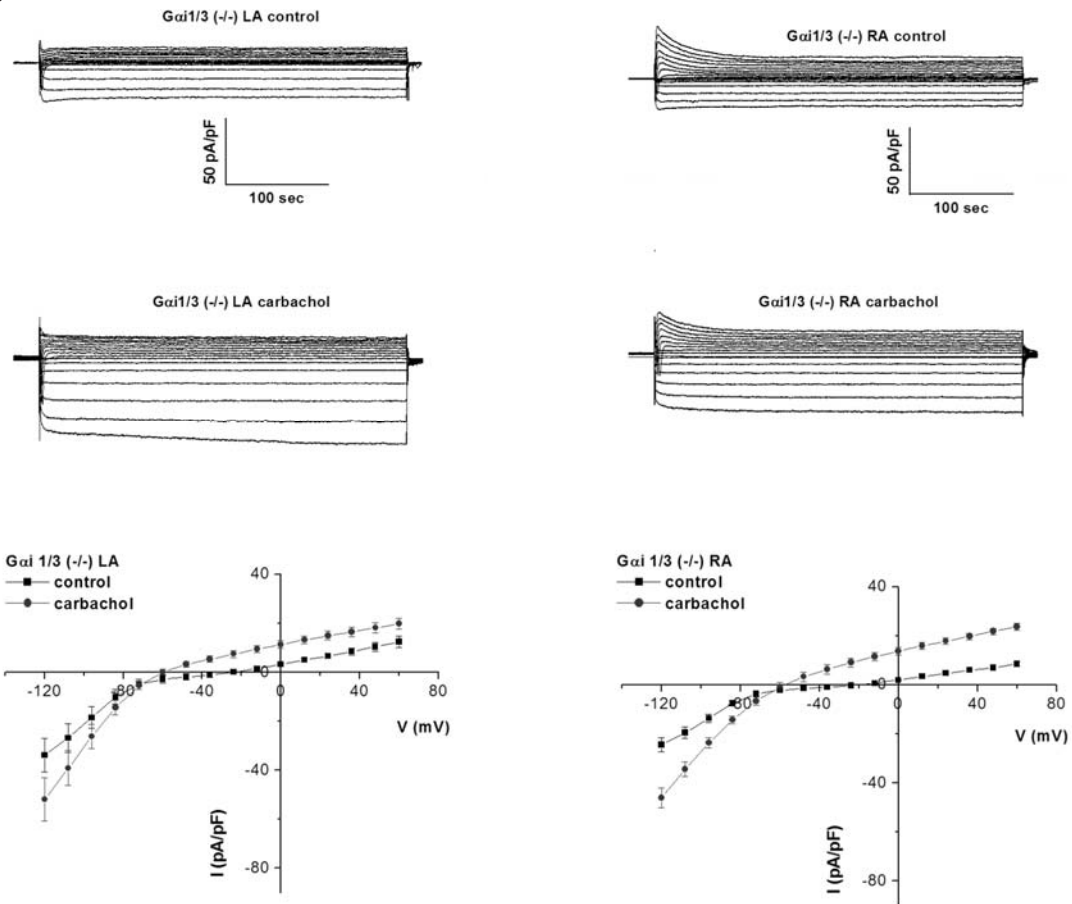 Gαi1/3 (-/-) LA control
Gαi1/3 (-/-) RA control
50 pA/pF
100 sec
50 pA/pF
100 sec
Gαi1/3 (-/-) LA carbachol
Gαi1/3 (-/-) RA carbachol
Gαi 1/3 (-/-) LA
control
carbachol
40
0
-120
-80
-40
0
40
80
V (mV)
-40
-80
I (pA/pF)
Gαi 1/3 (-/-) RA
control
carbachol
40
0
-120
-80
-40
0
40
80
V (mV)
-40
-80
I (pA/pF)